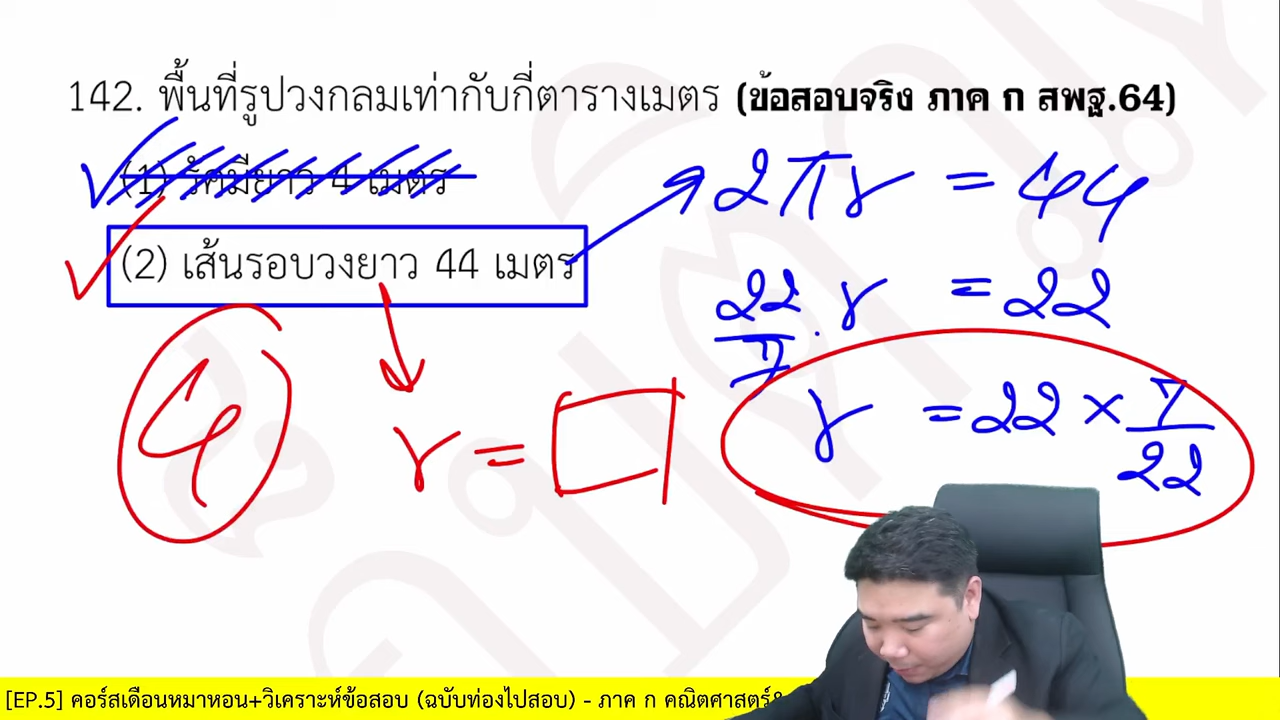 142. พื้นที่รูปวงกลมเท่ากับกี่ตารางเมตร (ข้อสอบจริง ภาค ก สพฐ.64)
(1) รัศมียาว 4 เมตร
(2) เส้นรอบวงยาว 44 เมตร
2πr = 44
22/7 · r = 22
r = 22 × 7/22
4
r =
[EP.5] คอร์สเดือนหมาหอน+วิเคราะห์ข้อสอบ (ฉบับท่องไปสอบ) - ภาค ก คณิตศาสตร์&